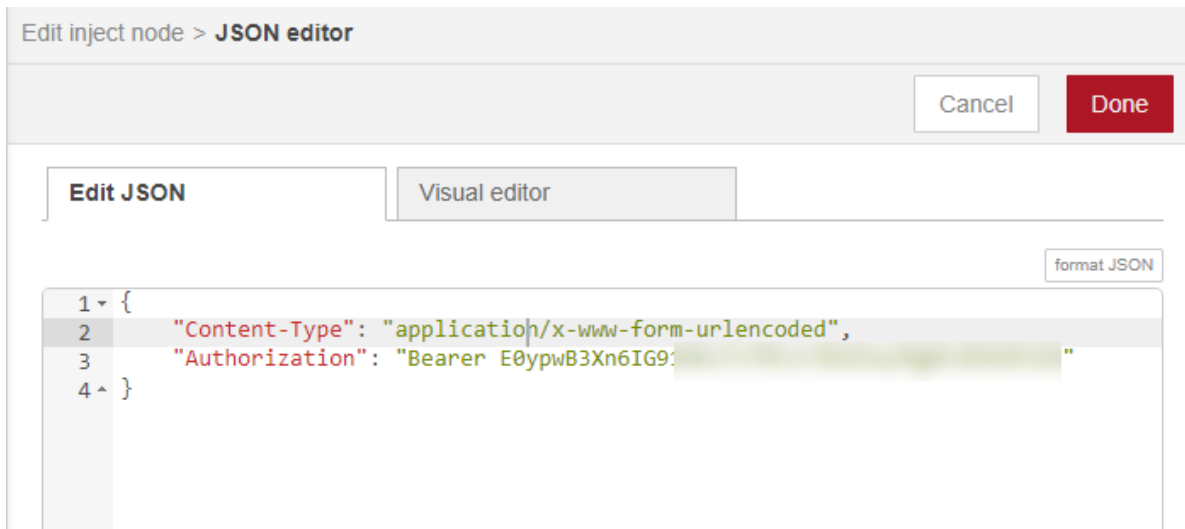 Edit inject node > JSON editor
Cancel Done
Edit JSON Visual editor
format JSON
1 {
2 "Content-Type": "application/x-www-form-urlencoded",
3 "Authorization": "Bearer "
4 }